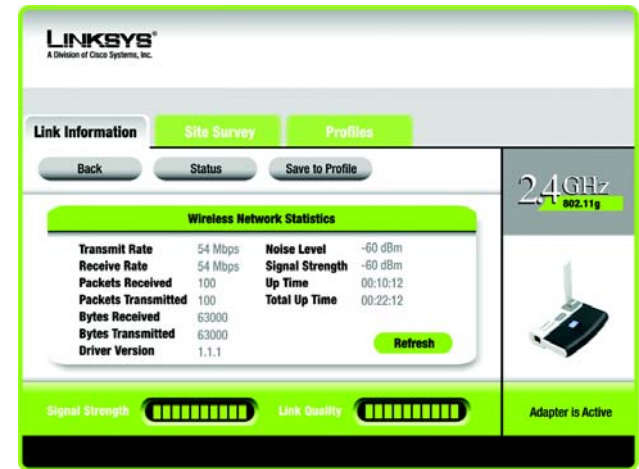 LINKSYS®
A Division of Cisco Systems, Inc.
Link Information Site Survey Profiles
Back Status Save to Profile
2.4GHz
802.11g
Wireless Network Statistics
Transmit Rate 54 Mbps Noise Level -60 dBm
Receive Rate 54 Mbps Signal Strength -60 dBm
Packets Received 100 Up Time 00:10:12
Packets Transmitted 100 Total Up Time 00:22:12
Bytes Received 63000
Bytes Transmitted 63000
Driver Version 1.1.1
Refresh
Signal Strength Link Quality Adapter is Active